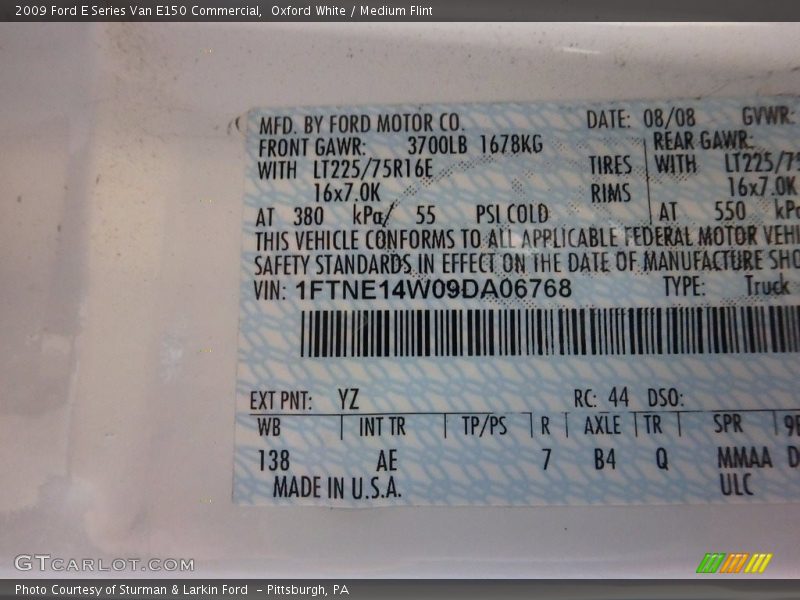 2009 Ford E Series Van E150 Commercial, Oxford White / Medium Flint
MFD. BY FORD MOTOR CO. DATE: 08/08 GVWR:
FRONT GAWR: 3700LB 1678KG REAR GAWR:
WITH LT225/75R16E TIRES WITH LT225/75
16x7.0K RIMS 16x7.0K
AT 380 kPa/ 55 PSI COLD AT 550 kPa
THIS VEHICLE CONFORMS TO ALL APPLICABLE FEDERAL MOTOR VEHI
SAFETY STANDARDS IN EFFECT ON THE DATE OF MANUFACTURE SHO
VIN: 1FTNE14W09DA06768 TYPE: Truck
EXT PNT: YZ RC: 44 DSO:
WB INT TR TP/PS R AXLE TR SPR
138 AE 7 B4 Q MMAA D
MADE IN U.S.A. ULC
GTCARLOT.COM
Photo Courtesy of Sturman & Larkin Ford - Pittsburgh, PA